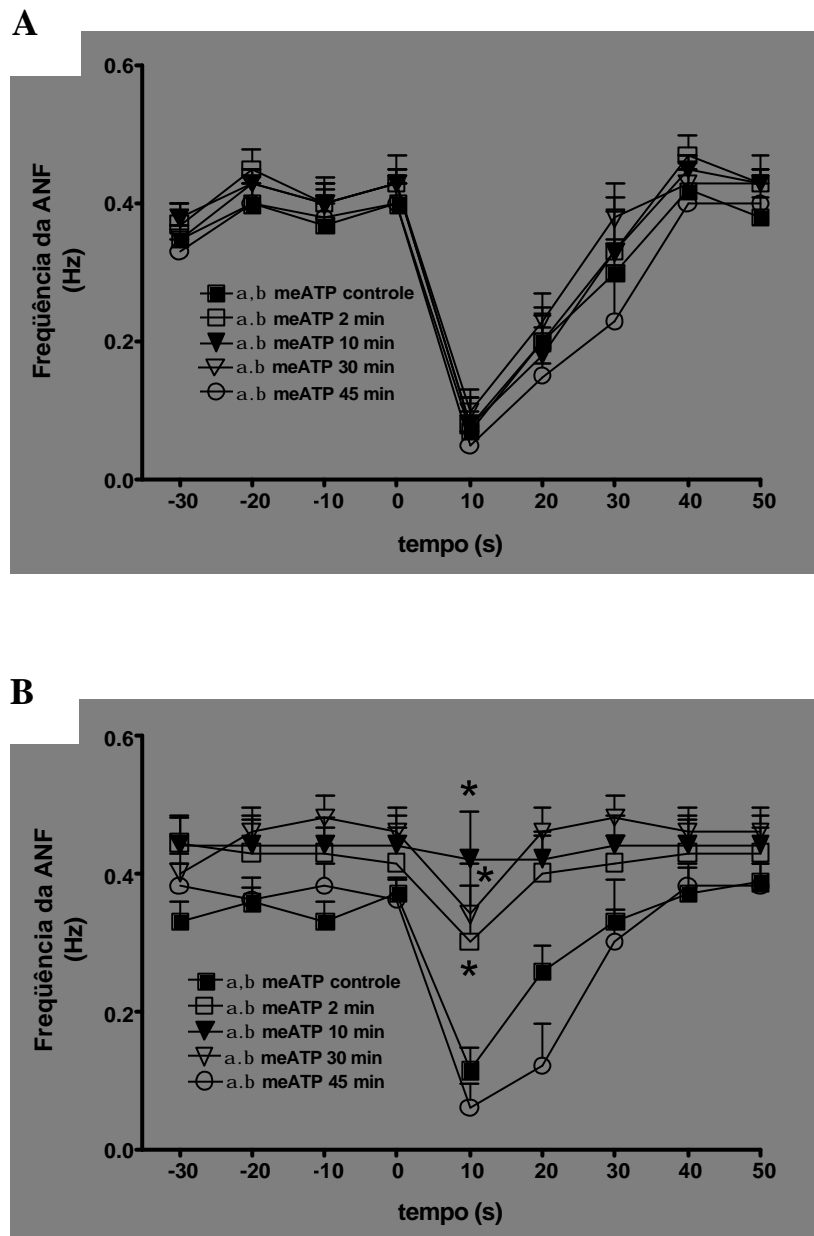 A
0.6
0.4
0.2
0.0
Freqüência da ANF
(Hz)
a,b meATP controle
a.b meATP 2 min
a.b meATP 10 min
a.b meATP 30 min
a.b meATP 45 min
-30 -20 -10 0 10 20 30 40 50
tempo (s)
B
0.6
0.4
0.2
0.0
Freqüência da ANF
(Hz)
*
*
*
a,b meATP controle
a.b meATP 2 min
a.b meATP 10 min
a.b meATP 30 min
a.b meATP 45 min
-30 -20 -10 0 10 20 30 40 50
tempo (s)